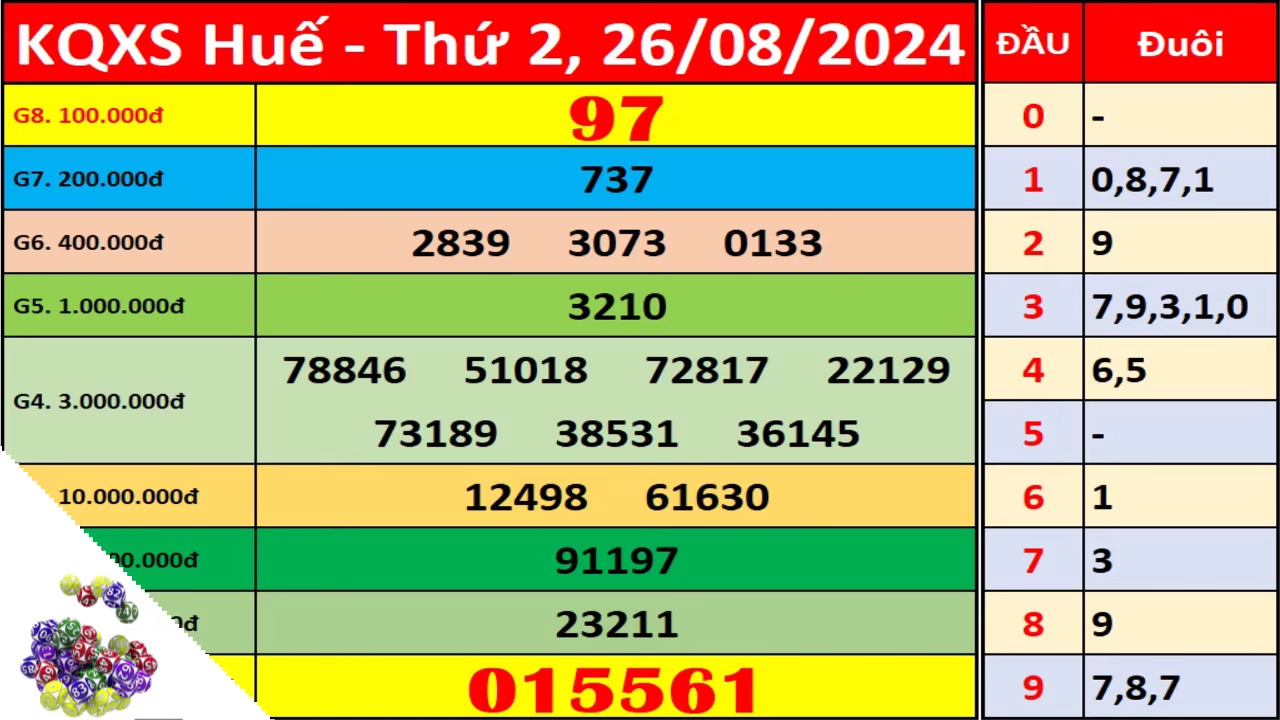 KQXS Huế - Thứ 2, 26/08/2024
G8. 100.000đ 97
G7. 200.000đ 737
G6. 400.000đ 2839 3073 0133
G5. 1.000.000đ 3210
G4. 3.000.000đ
78846 51018 72817 22129
73189 38531 36145
10.000.000đ 12498 61630
00.000đ 91197
23211
015561
ĐẦU Đuôi
0 -
1 0,8,7,1
2 9
3 7,9,3,1,0
4 6,5
5 -
6 1
7 3
8 9
9 7,8,7